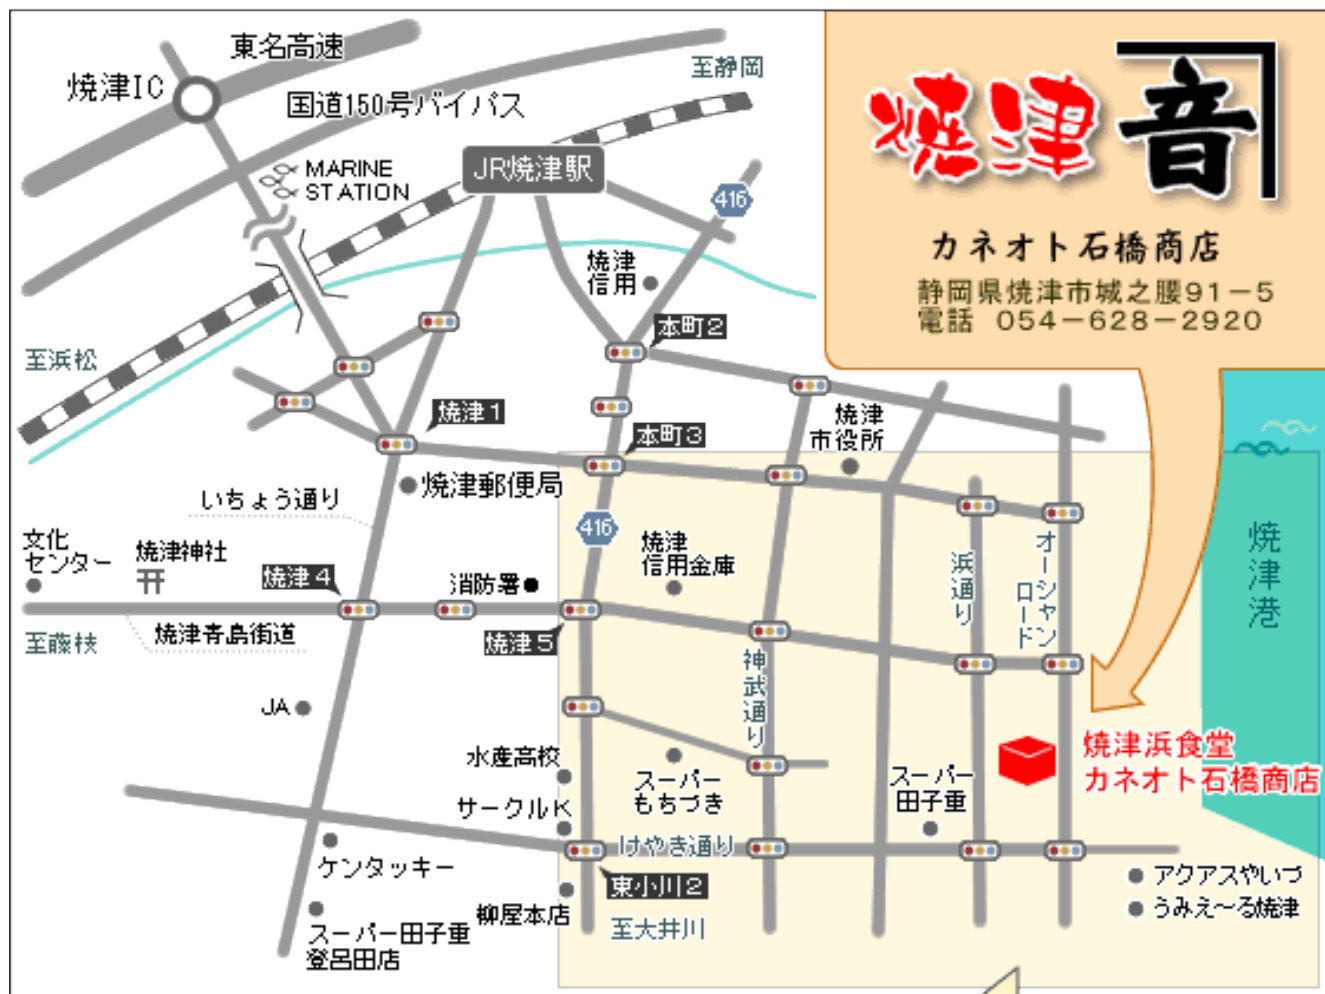 東名高速
焼津IC
国道150号バイパス
至静岡
MARINE
STATION
JR焼津駅
416
焼津
信用
本町2
至浜松
焼津 音
カネオト石橋商店
静岡県焼津市城之腰91－5
電話 054－628－2920
焼津1
本町3
焼津
市役所
焼津郵便局
いちょう通り
416
文化
センター
焼津神社
焼津4
消防署
焼津
信用金庫
浜通り
オーシャン
ロード
焼津港
至藤枝
焼津青島街道
焼津5
神武通り
JA
水産高校
サークルK
スーパー
もちづき
スーパー
田子重
焼津浜食堂
カネオト石橋商店
けやき通り
ケンタッキー
東小川2
柳屋本店
至大井川
アクアスやいづ
うみえ～る焼津
スーパー田子重
登呂田店